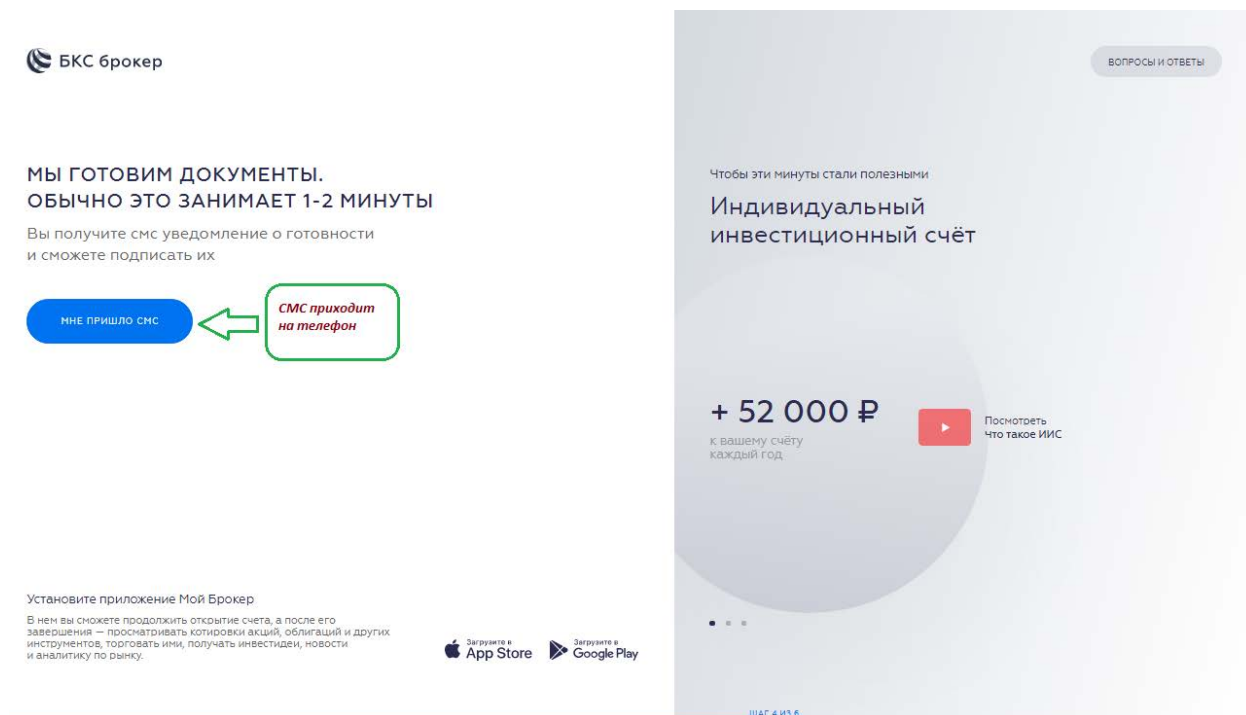 БКС брокер
МЫ ГОТОВИМ ДОКУМЕНТЫ.
ОБЫЧНО ЭТО ЗАНИМАЕТ 1-2 МИНУТЫ
Вы получите смс уведомление о готовности
и сможете подписать их
МНЕ ПРИШЛО СМС
СМС приходит
на телефон
Установите приложение Мой Брокер
В нем вы сможете продолжить открытие счета, а после его
завершения — просматривать котировки акций, облигаций и других
инструментов, торговать ими, получать инвестидеи, новости
и аналитику по рынку.
Загрузите в
App Store
Загрузите в
Google Play
ВОПРОСЫ И ОТВЕТЫ
Чтобы эти минуты стали полезными
Индивидуальный
инвестиционный счёт
+ 52 000 ₽
к вашему счёту
каждый год
Посмотреть
Что такое ИИС
ШАГ 4 ИЗ 6